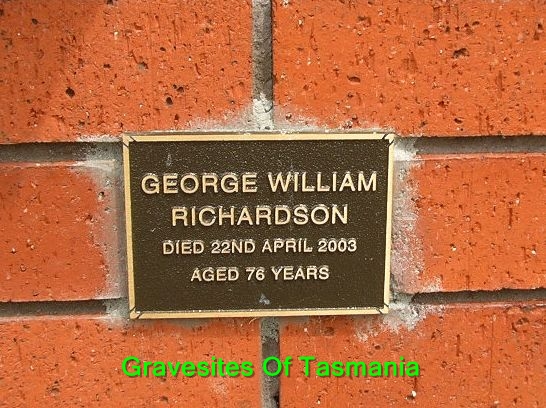 GEORGE WILLIAM
RICHARDSON
DIED 22ND APRIL 2003
AGED 76 YEARS
Gravesites Of Tasmania